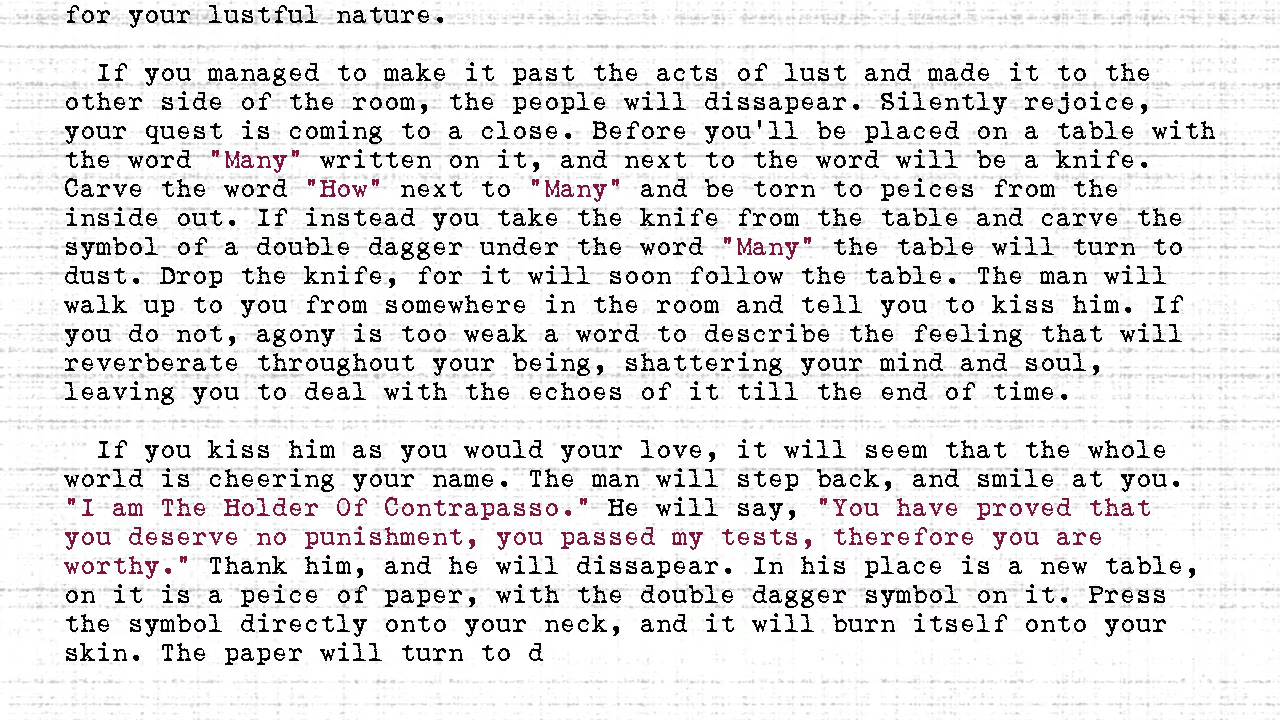 for your lustful nature.
If you managed to make it past the acts of lust and made it to the
other side of the room, the people will dissapear. Silently rejoice,
your quest is coming to a close. Before you'll be placed on a table with
the word "Many" written on it, and next to the word will be a knife.
Carve the word "How" next to "Many" and be torn to peices from the
inside out. If instead you take the knife from the table and carve the
symbol of a double dagger under the word "Many" the table will turn to
dust. Drop the knife, for it will soon follow the table. The man will
walk up to you from somewhere in the room and tell you to kiss him. If
you do not, agony is too weak a word to describe the feeling that will
reverberate throughout your being, shattering your mind and soul,
leaving you to deal with the echoes of it till the end of time.
If you kiss him as you would your love, it will seem that the whole
world is cheering your name. The man will step back, and smile at you.
"I am The Holder Of Contrapasso." He will say, "You have proved that
you deserve no punishment, you passed my tests, therefore you are
worthy." Thank him, and he will dissapear. In his place is a new table,
on it is a peice of paper, with the double dagger symbol on it. Press
the symbol directly onto your neck, and it will burn itself onto your
skin. The paper will turn to d